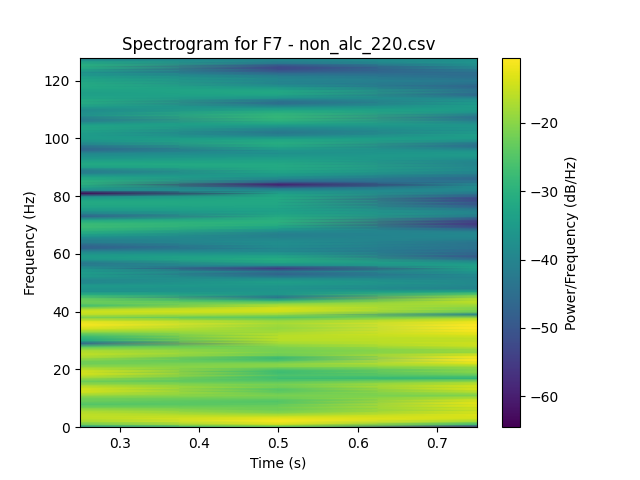 Spectrogram for F7 - non_alc_220.csv
120
100
80
60
40
20
0
Frequency (Hz)
0.3 0.4 0.5 0.6 0.7
Time (s)
−20
−30
−40
−50
−60
Power/Frequency (dB/Hz)